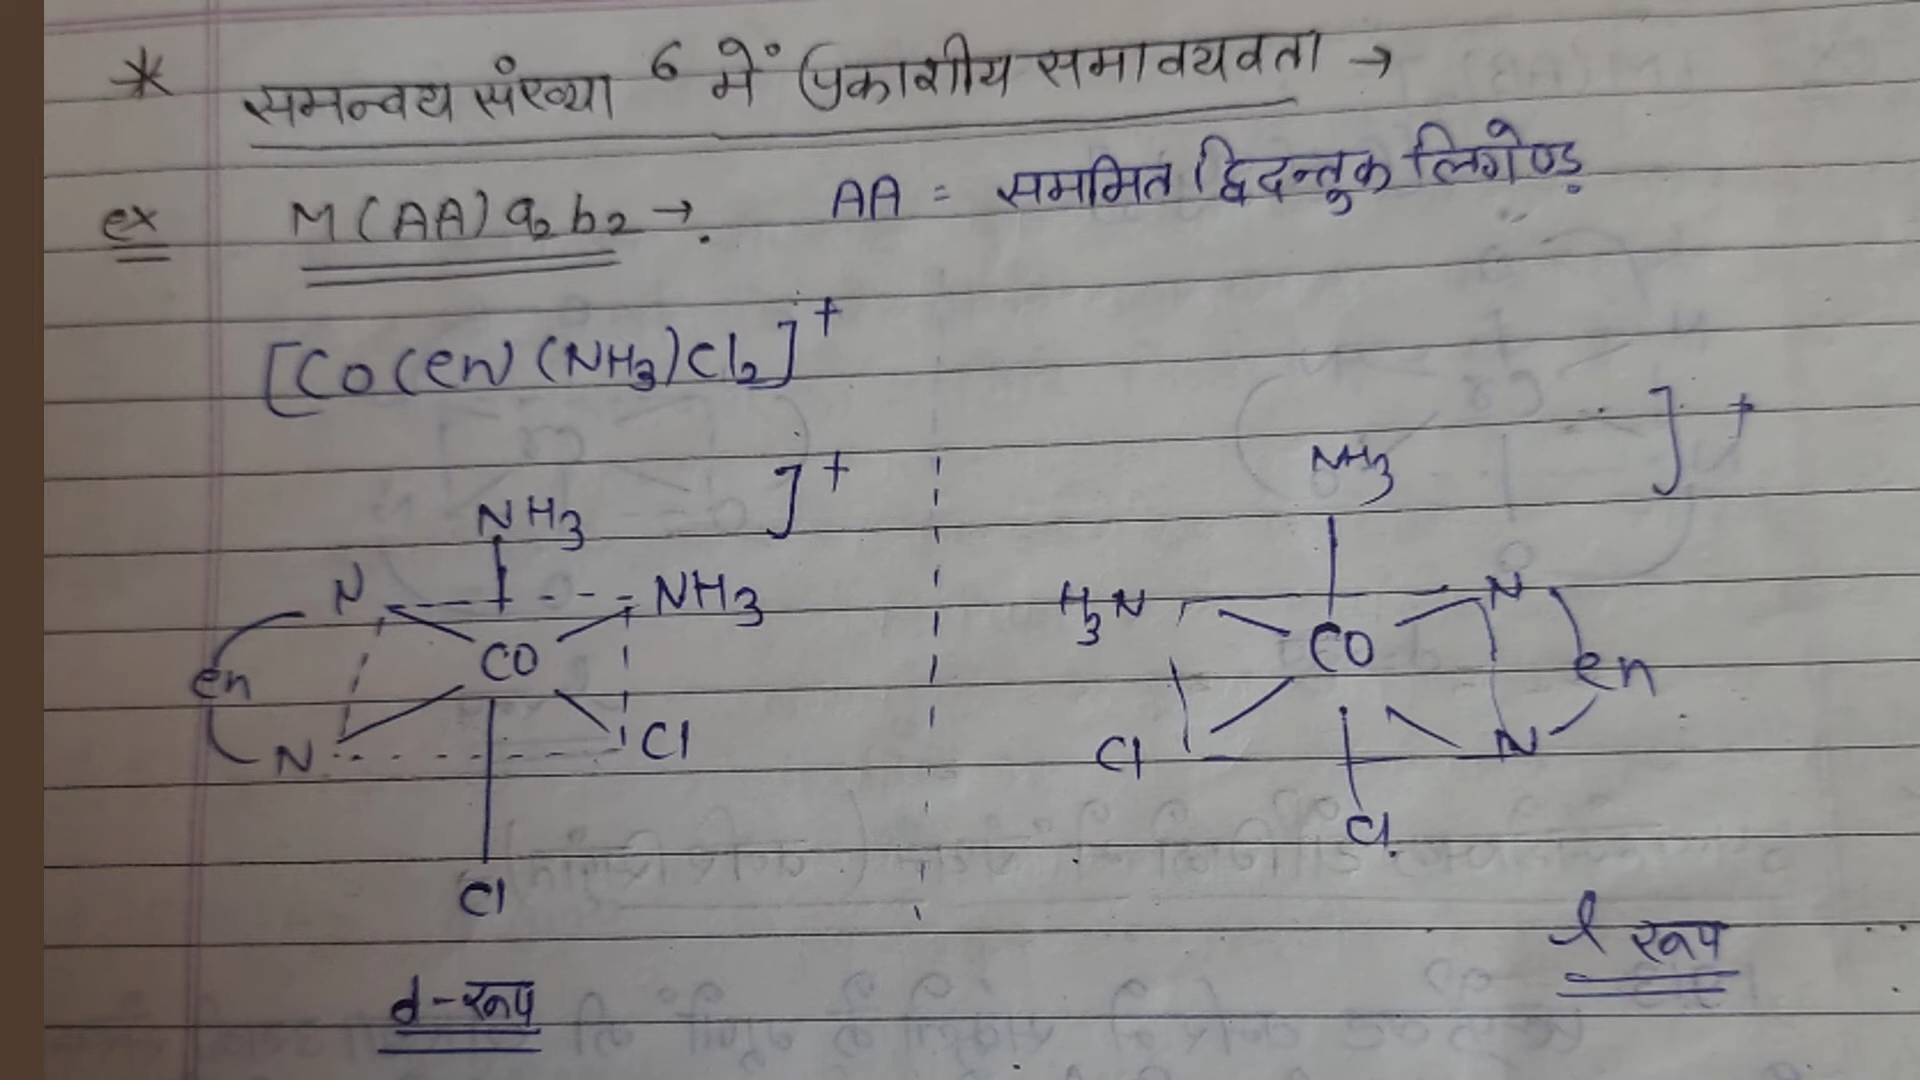 * समन्वय संख्या 6 में प्रकाशीय समावयवता →
ex M(AA)a₂b₂ → . AA = सममित द्विदन्तुक लिगेण्ड़
[Co(en)(NH₃)Cl₂]⁺
]⁺ ]⁺
NH₃ NH₃
N NH₃ H₃N N
en CO CO en
N Cl Cl N
Cl Cl
d-रूप l रूप